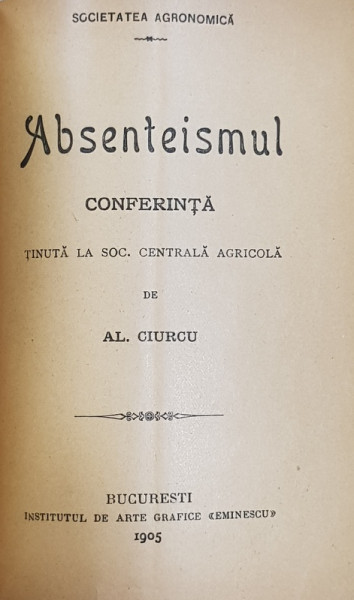 SOCIETATEA AGRONOMICĂ
Absenteismul
CONFERINȚĂ
ȚINUTĂ LA SOC. CENTRALĂ AGRICOLĂ
DE
AL. CIURCU
BUCURESTI
INSTITUTUL DE ARTE GRAFICE «EMINESCU»
1905